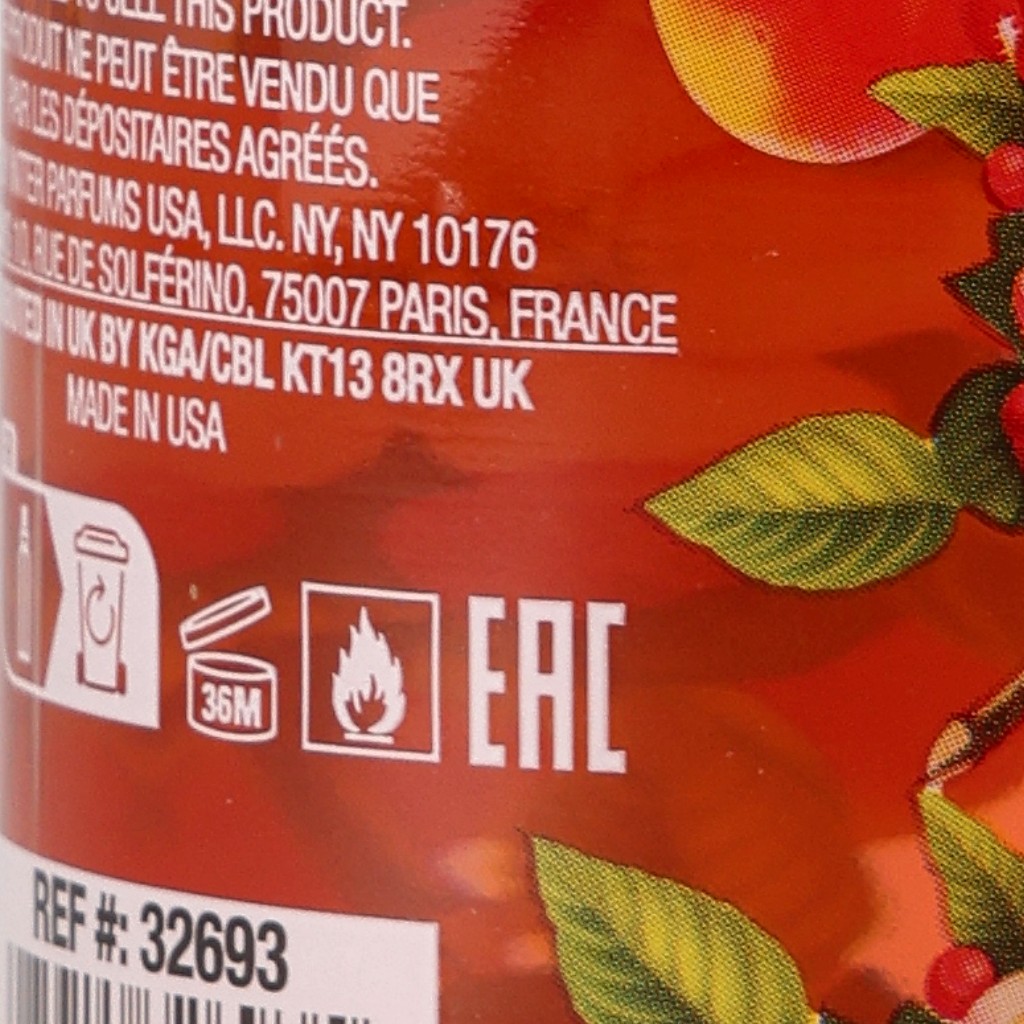 THIS PRODUCT.
NE PEUT ÊTRE VENDU QUE
LES DÉPOSITAIRES AGRÉÉS.
PARFUMS USA, LLC. NY, NY 10176
RUE DE SOLFÉRINO, 75007 PARIS, FRANCE
IN UK BY KGA/CBL KT13 8RX UK
MADE IN USA
36M
EAC
REF #: 32693